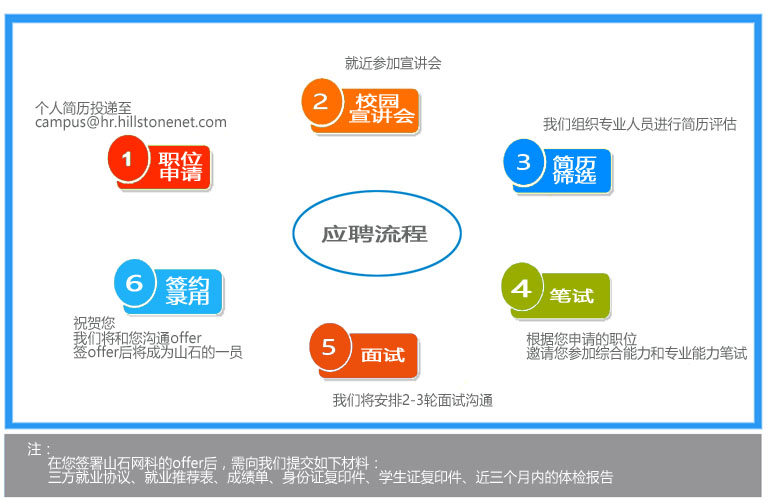 个人简历投递至
campus@hr.hillstonenet.com
1
职位
申请
就近参加宣讲会
2
校园
宣讲会
我们组织专业人员进行简历评估
3
简历
筛选
应聘流程
4
笔试
根据您申请的职位
邀请您参加综合能力和专业能力笔试
5
面试
我们将安排2-3轮面试沟通
6
签约
录用
祝贺您
我们将和您沟通offer
签offer后将成为山石的一员
注：
在您签署山石网科的offer后，需向我们提交如下材料：
三方就业协议、就业推荐表、成绩单、身份证复印件、学生证复印件、近三个月内的体检报告